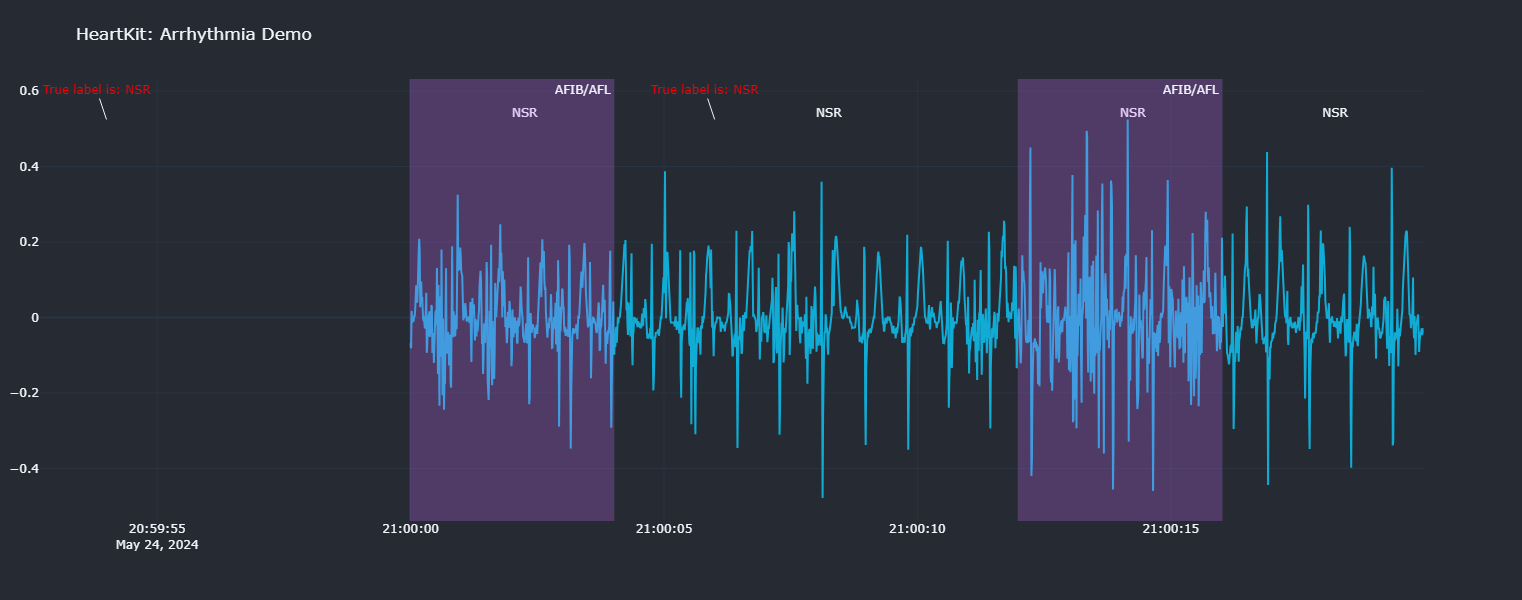 HeartKit: Arrhythmia Demo
0.6
True label is: NSR
AFIB/AFL
True label is: NSR
AFIB/AFL
NSR
NSR
NSR
NSR
0.4
0.2
0
−0.2
−0.4
20:59:55
21:00:00
21:00:05
21:00:10
21:00:15
May 24, 2024